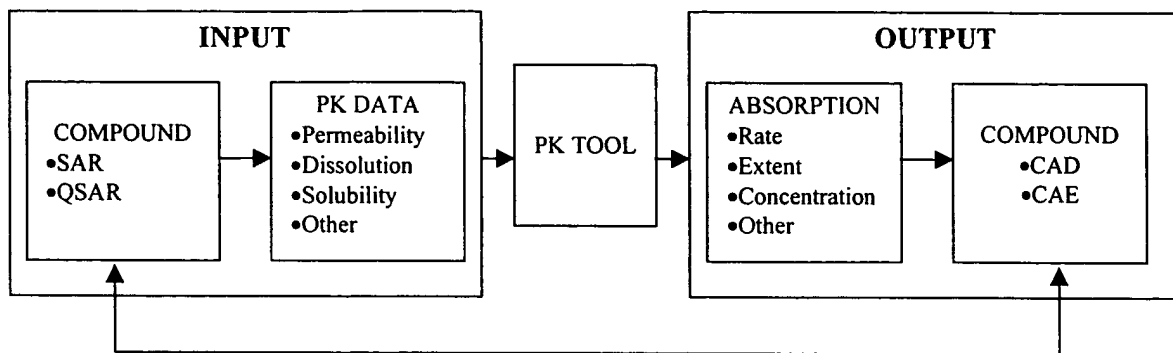 INPUT
COMPOUND
•SAR
•QSAR
PK DATA
•Permeability
•Dissolution
•Solubility
•Other
PK TOOL
OUTPUT
ABSORPTION
•Rate
•Extent
•Concentration
•Other
COMPOUND
•CAD
•CAE